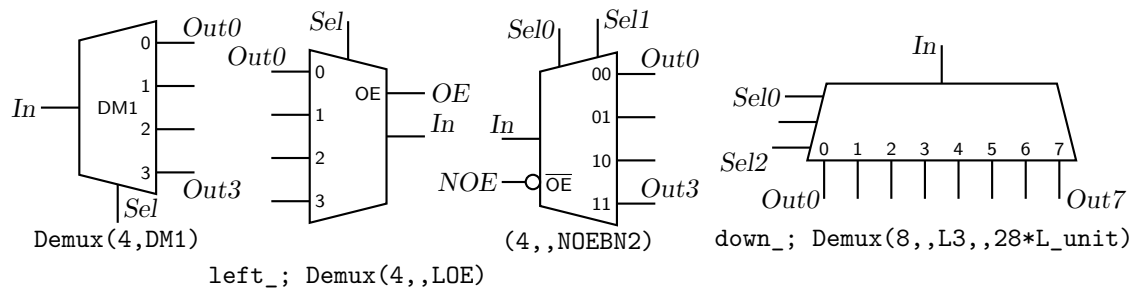 In
DM1
0
1
2
3
Out0
Out3
Sel
Demux(4,DM1)
Sel
Out0
0
1
2
3
OE
OE
In
left_; Demux(4,,LOE)
Sel0
Sel1
In
NOE
OE
00
01
10
11
Out0
Out3
(4,,NOEBN2)
In
Sel0
Sel2
0 1 2 3 4 5 6 7
Out0
Out7
down_; Demux(8,,L3,,28*L_unit)